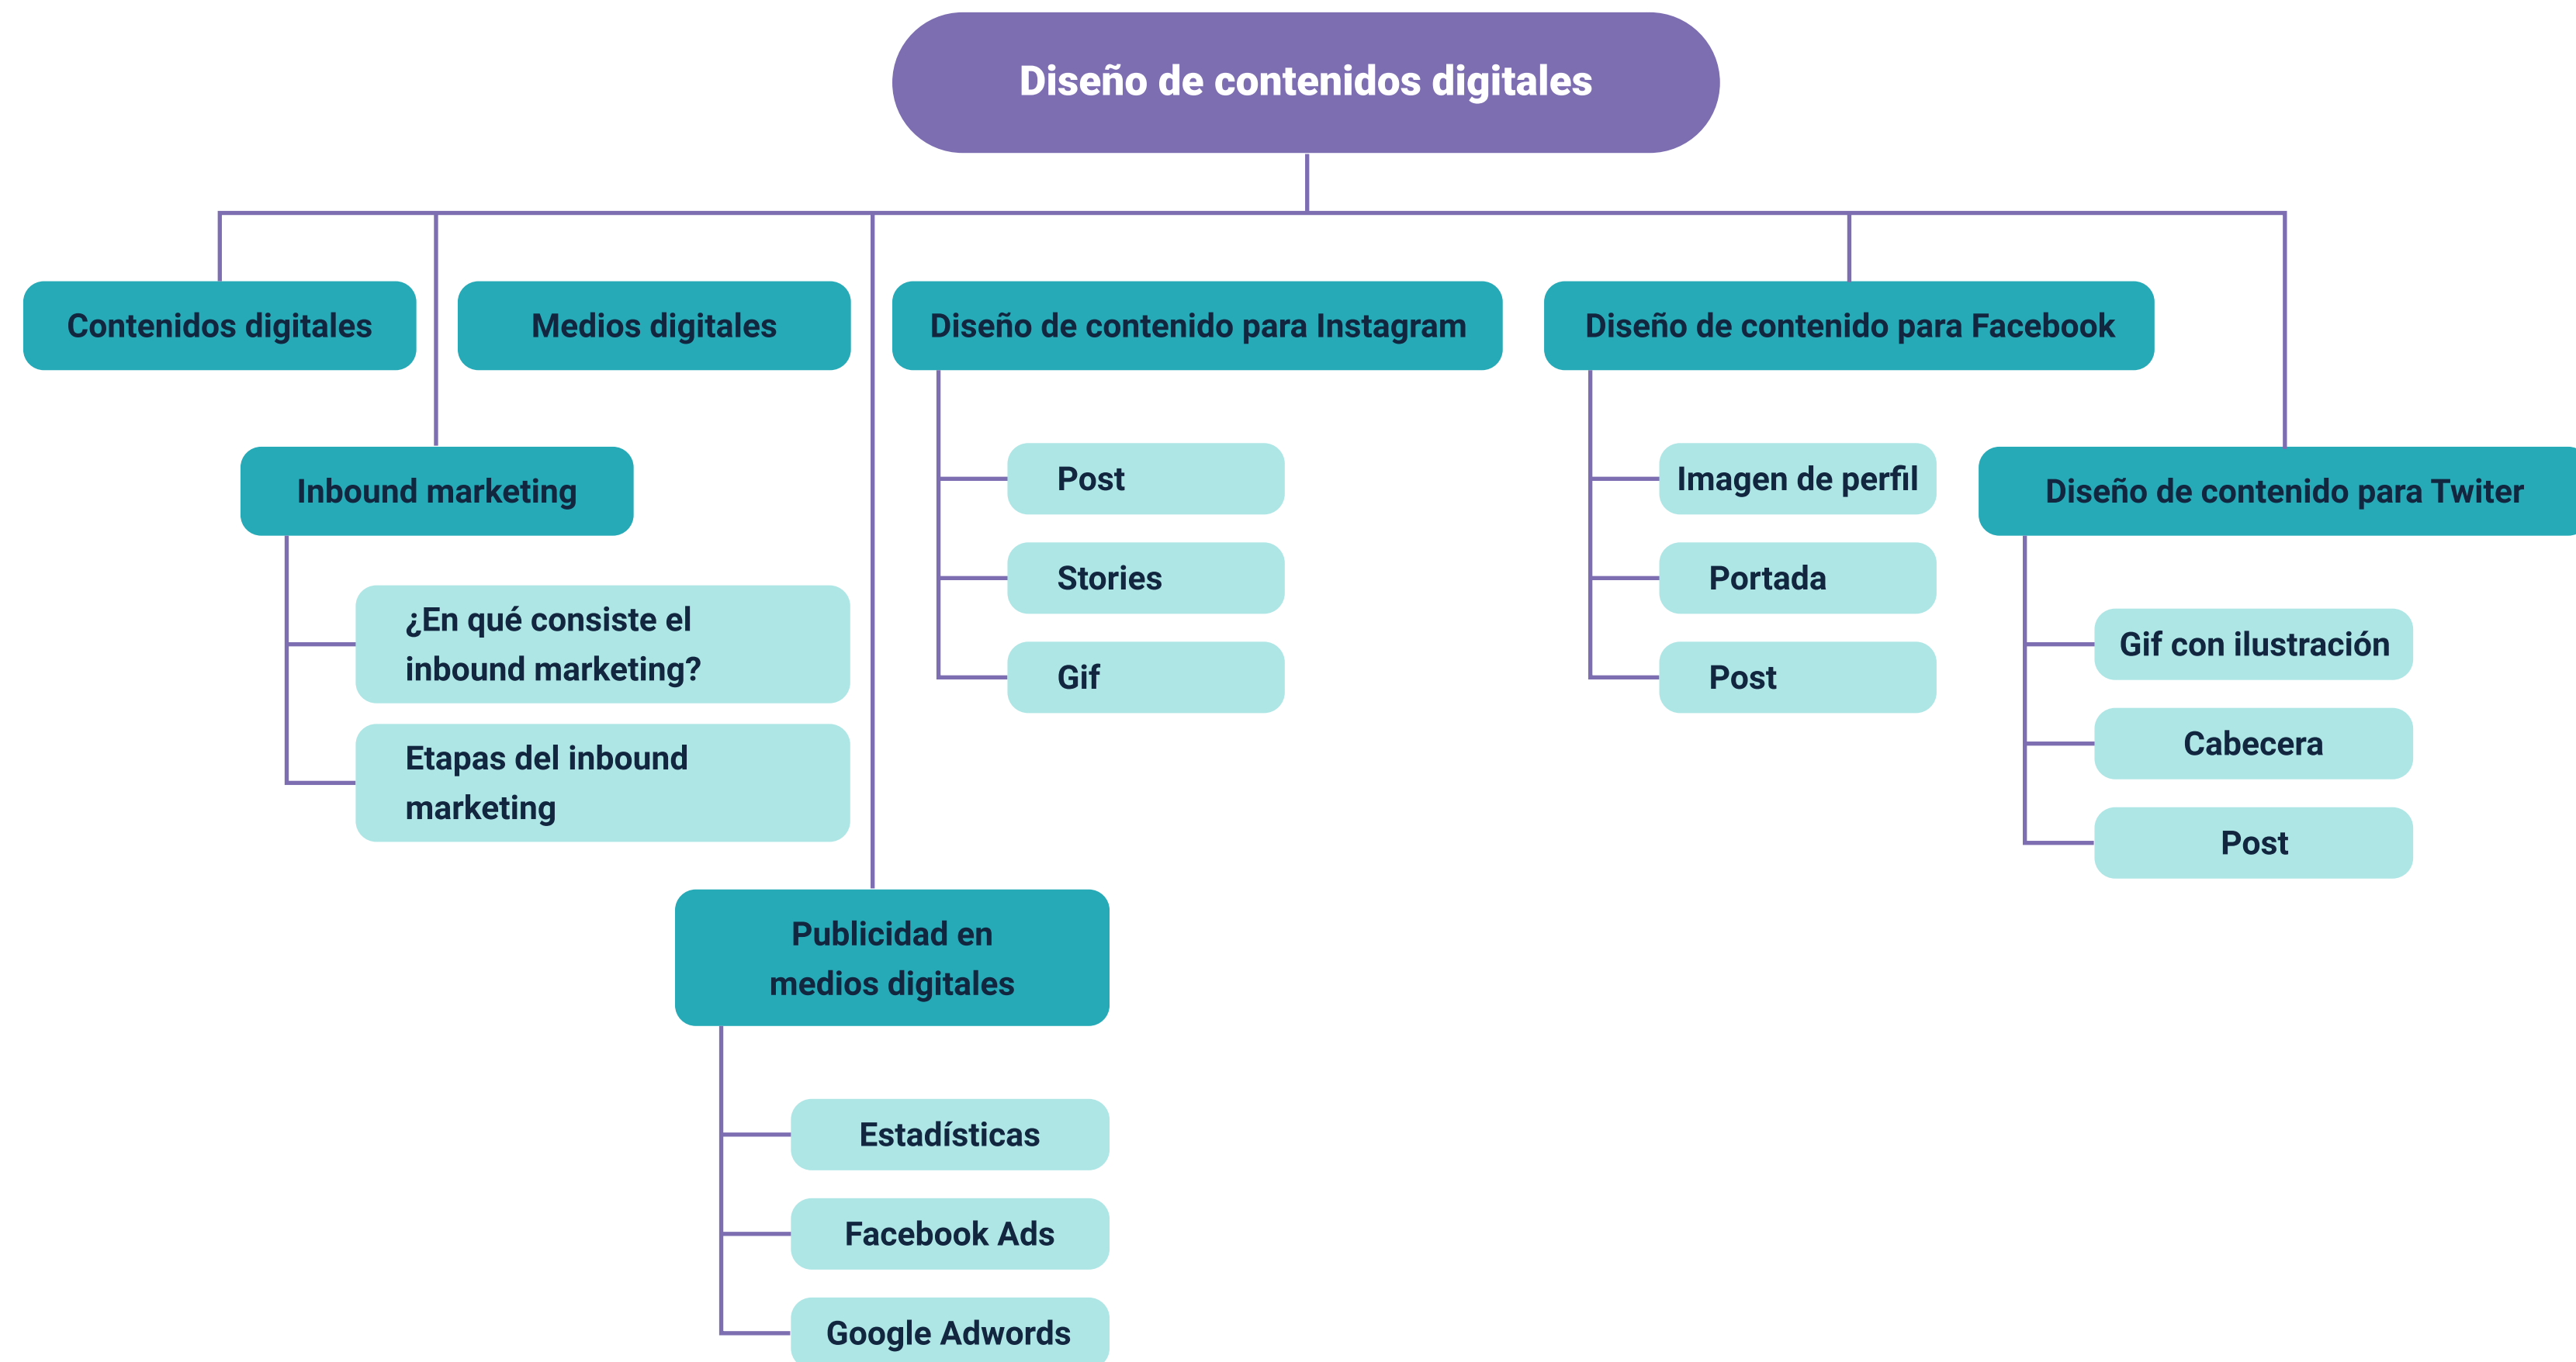 Diseño de contenidos digitales
Contenidos digitales
Medios digitales
Diseño de contenido para Instagram
Diseño de contenido para Facebook
Inbound marketing
¿En qué consiste el
inbound marketing?
Etapas del inbound
marketing
Post
Stories
Gif
Imagen de perfil
Portada
Post
Diseño de contenido para Twiter
Gif con ilustración
Cabecera
Post
Publicidad en
medios digitales
Estadísticas
Facebook Ads
Google Adwords